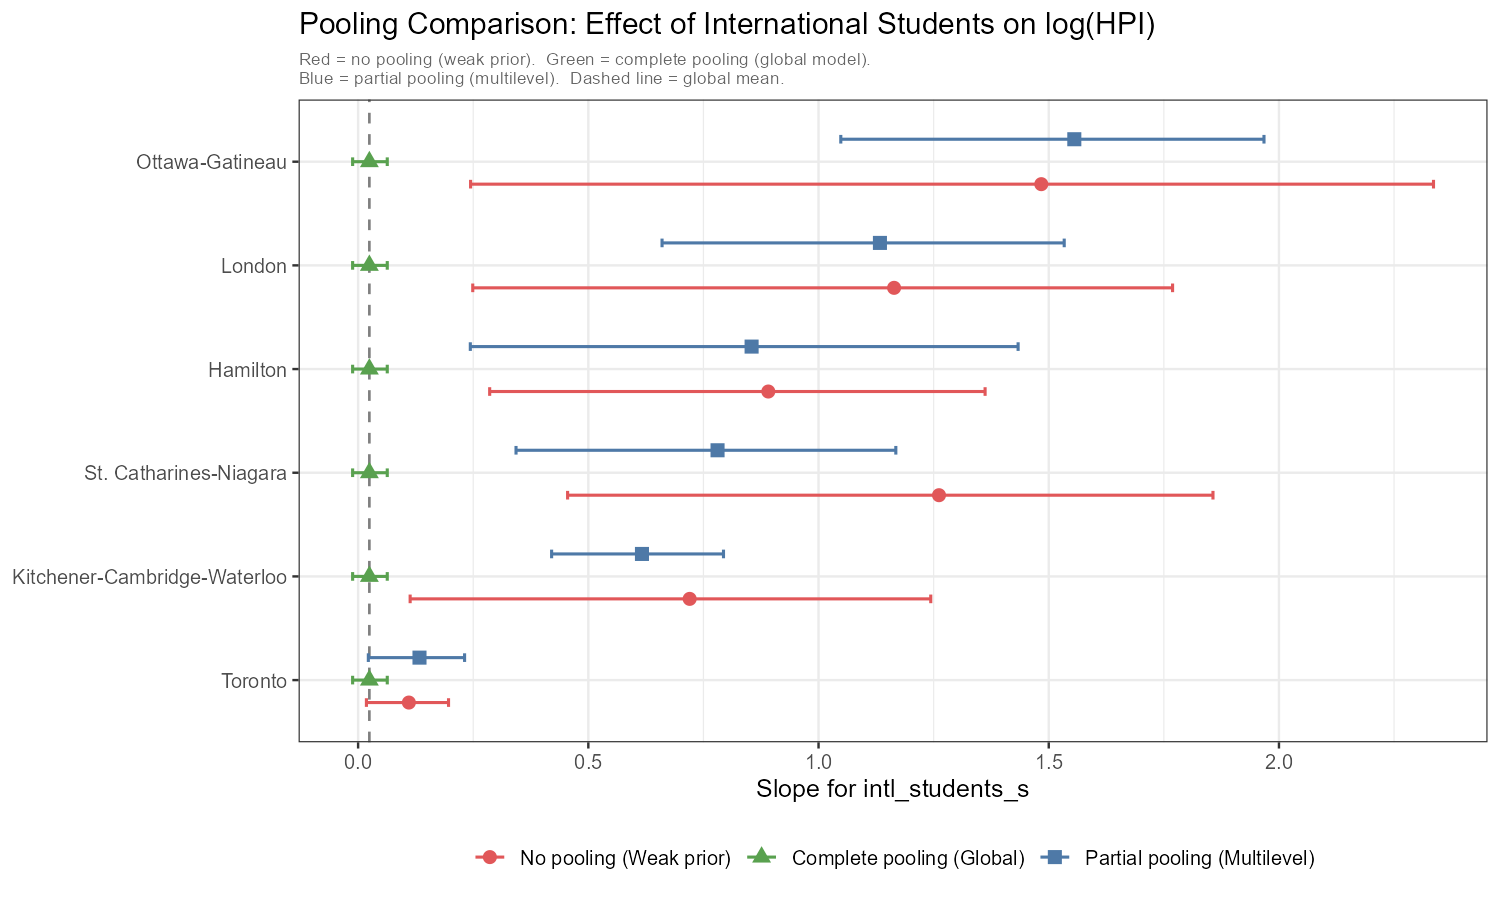 Pooling Comparison: Effect of International Students on log(HPI)
Red = no pooling (weak prior).  Green = complete pooling (global model).
Blue = partial pooling (multilevel).  Dashed line = global mean.
Ottawa-Gatineau
London
Hamilton
St. Catharines-Niagara
Kitchener-Cambridge-Waterloo
Toronto
0.0 0.5 1.0 1.5 2.0
Slope for intl_students_s
No pooling (Weak prior) Complete pooling (Global) Partial pooling (Multilevel)